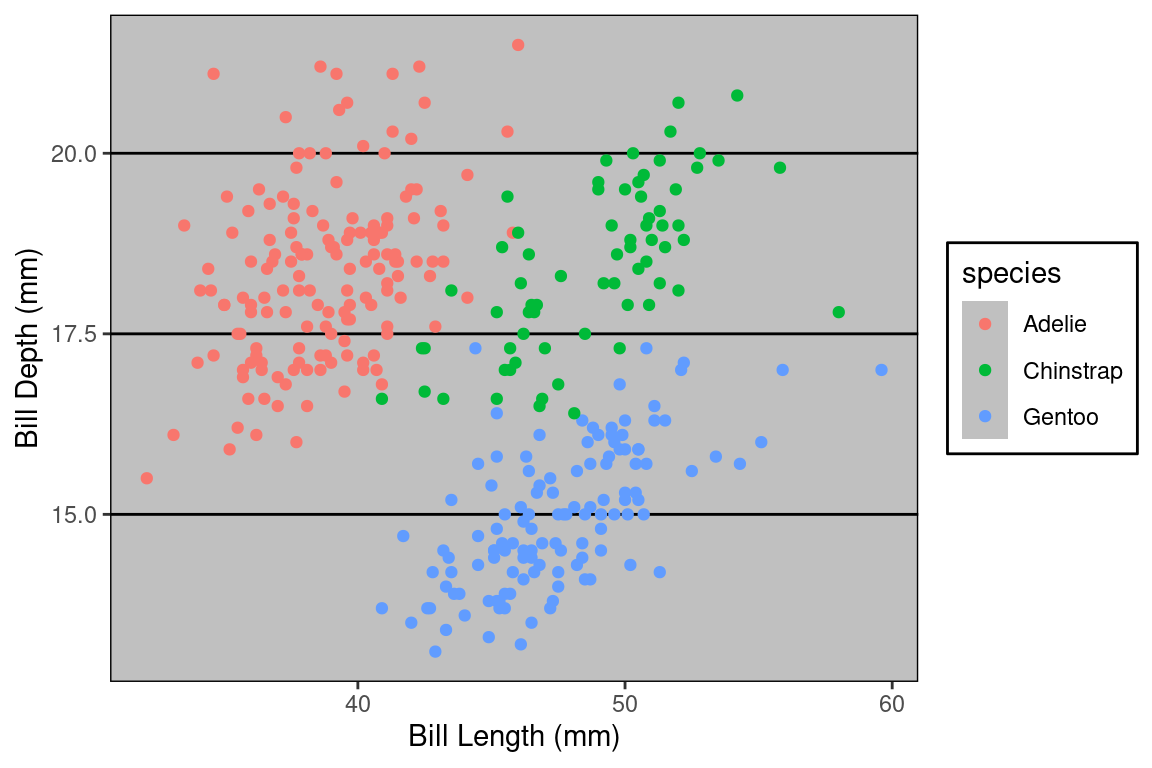 Bill Depth (mm)
20.0
17.5
15.0
40
50
60
Bill Length (mm)
species
Adelie
Chinstrap
Gentoo